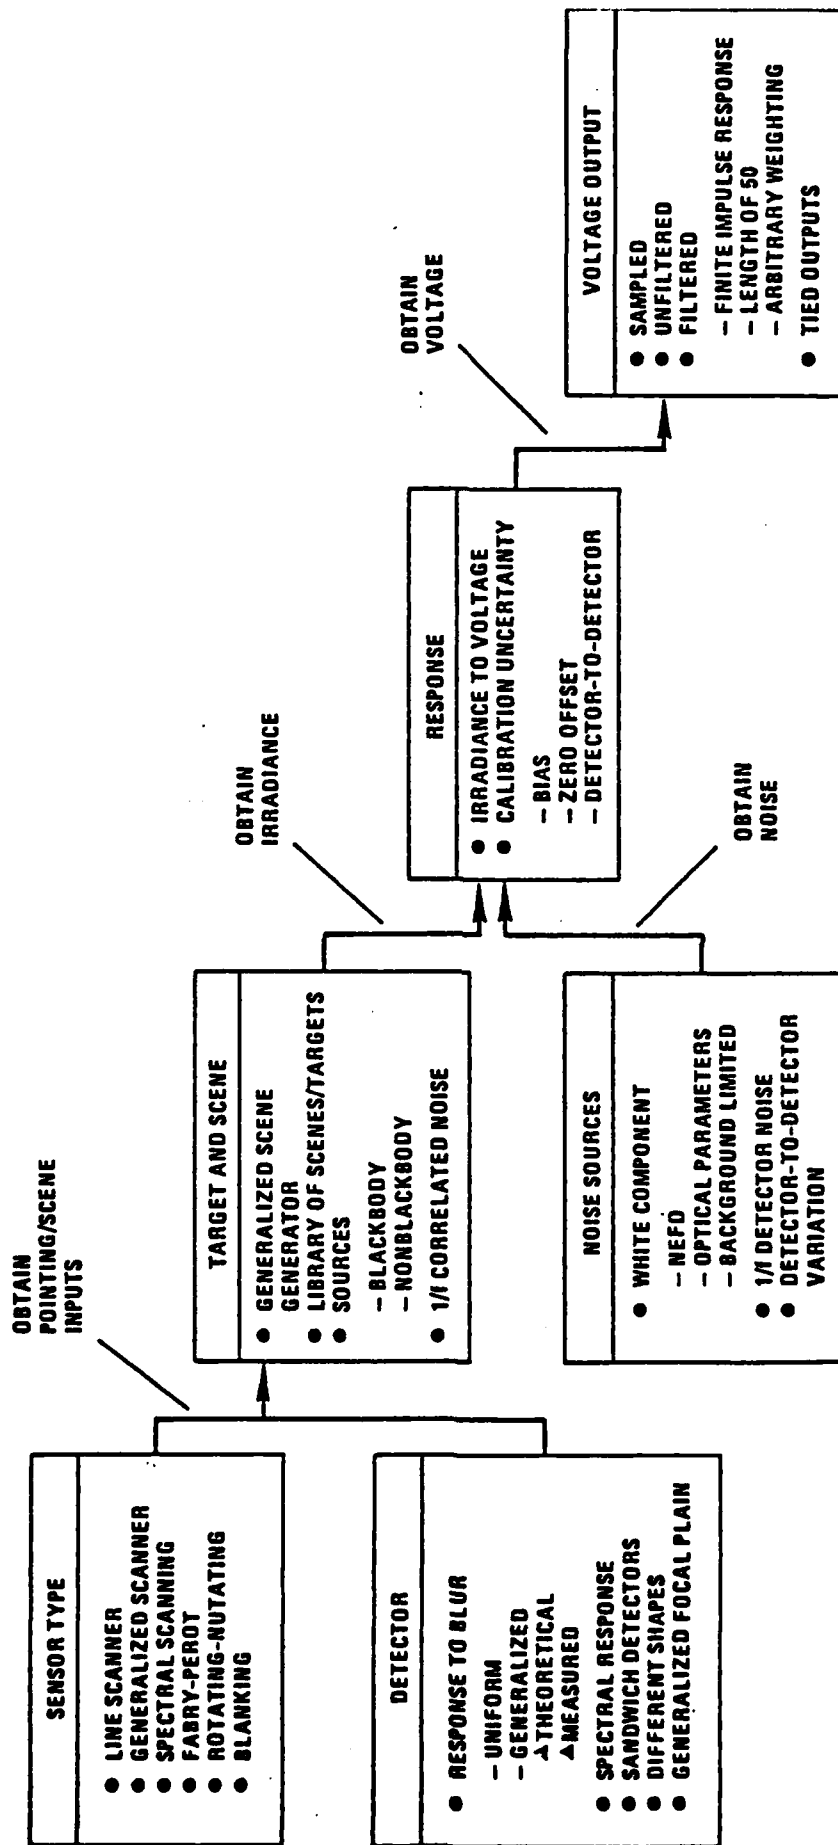 SENSOR TYPE
● LINE SCANNER
● GENERALIZED SCANNER
● SPECTRAL SCANNING
● FABRY-PEROT
● ROTATING-NUTATING
● BLANKING
DETECTOR
● RESPONSE TO BLUR
– UNIFORM
– GENERALIZED
▲THEORETICAL
▲MEASURED
● SPECTRAL RESPONSE
● SANDWICH DETECTORS
● DIFFERENT SHAPES
● GENERALIZED FOCAL PLAIN
OBTAIN
POINTING/SCENE
INPUTS
TARGET AND SCENE
● GENERALIZED SCENE
GENERATOR
● LIBRARY OF SCENES/TARGETS
● SOURCES
– BLACKBODY
– NONBLACKBODY
● 1/f CORRELATED NOISE
NOISE SOURCES
● WHITE COMPONENT
– NEFD
– OPTICAL PARAMETERS
– BACKGROUND LIMITED
● 1/f DETECTOR NOISE
● DETECTOR-TO-DETECTOR
VARIATION
OBTAIN
IRRADIANCE
OBTAIN
NOISE
RESPONSE
● IRRADIANCE TO VOLTAGE
● CALIBRATION UNCERTAINTY
– BIAS
– ZERO OFFSET
– DETECTOR-TO-DETECTOR
OBTAIN
VOLTAGE
VOLTAGE OUTPUT
● SAMPLED
● UNFILTERED
● FILTERED
– FINITE IMPULSE RESPONSE
– LENGTH OF 50
– ARBITRARY WEIGHTING
● TIED OUTPUTS